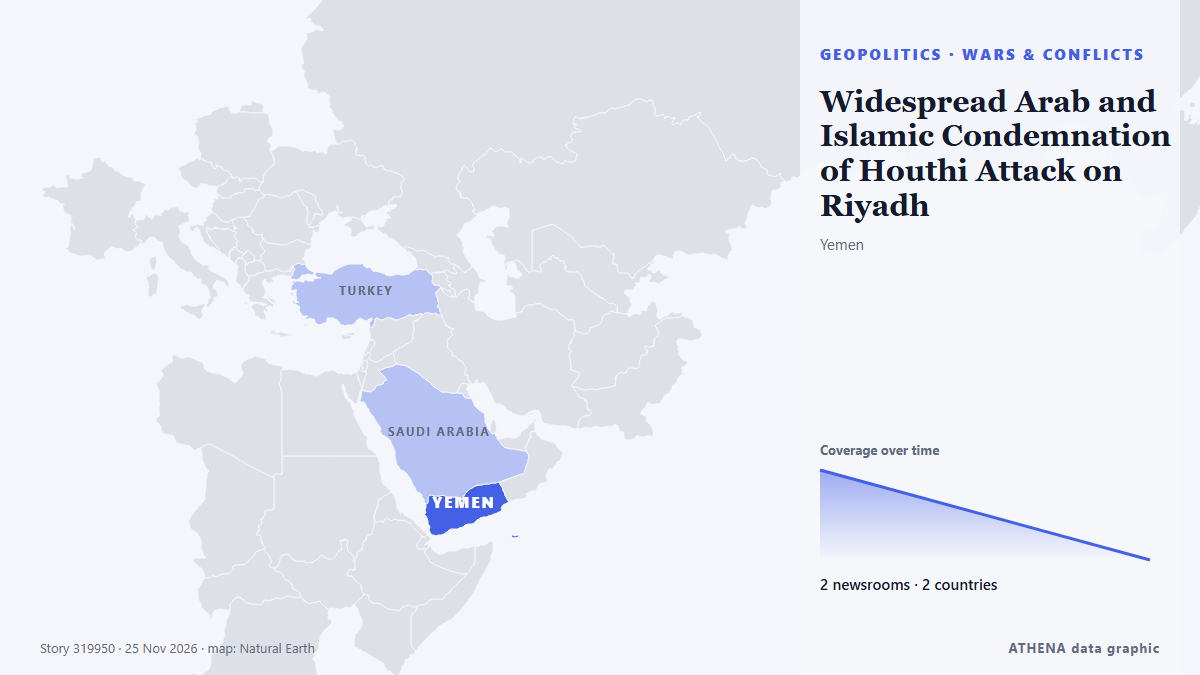 GEOPOLITICS · WARS & CONFLICTS
Widespread Arab and
Islamic Condemnation
of Houthi Attack on
Riyadh
Yemen
TURKEY
SAUDI ARABIA
YEMEN
Coverage over time
2 newsrooms · 2 countries
Story 319950 · 25 Nov 2026 · map: Natural Earth
ATHENA data graphic